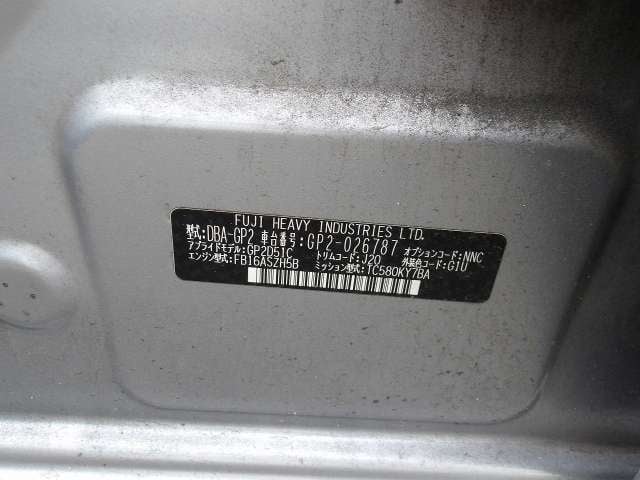 FUJI HEAVY INDUSTRIES LTD.
型式:DBA-GP2 車台番号:GP2-026787 オプションコード:NNC
アプライドモデル:GP2D51C トリムコード:J20 外装色コード:G1U
エンジン型式:FB16ASZH5B ミッション型式:TC580KY7BA